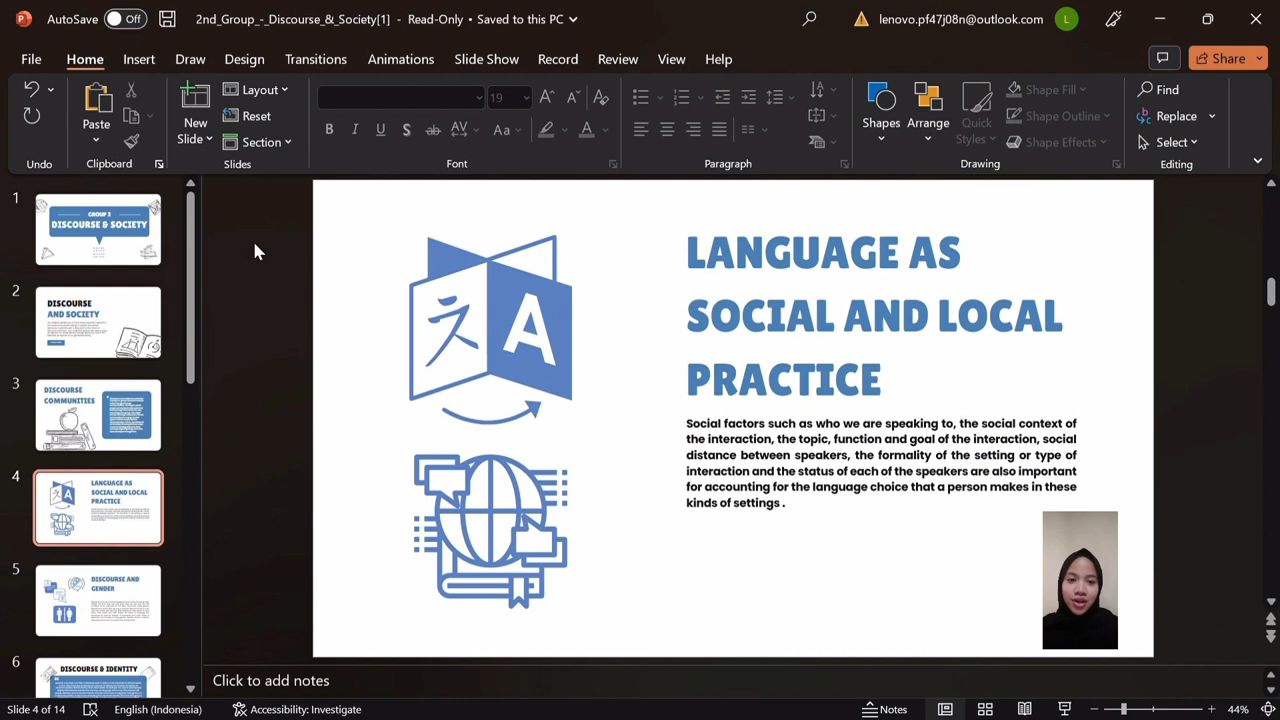 AutoSave
Off
2nd_Group_-_Discourse_&_Society[1] - Read-Only • Saved to this PC
lenovo.pf47j08n@outlook.com
L
File
Home
Insert
Draw
Design
Transitions
Animations
Slide Show
Record
Review
View
Help
Share
Undo
Paste
Clipboard
New
Slide
Layout
Reset
Section
Slides
19
Aa
Font
Paragraph
Shapes
Arrange
Quick
Styles
Shape Fill
Shape Outline
Shape Effects
Drawing
Find
Replace
Select
Editing
1
GROUP 2
DISCOURSE & SOCIETY
2
DISCOURSE
AND SOCIETY
3
DISCOURSE
COMMUNITIES
4
LANGUAGE AS
SOCIAL AND LOCAL
PRACTICE
5
DISCOURSE AND
GENDER
6
DISCOURSE & IDENTITY
A
LANGUAGE AS
SOCIAL AND LOCAL
PRACTICE
Social factors such as who we are speaking to, the social context of
the interaction, the topic, function and goal of the interaction, social
distance between speakers, the formality of the setting or type of
interaction and the status of each of the speakers are also important
for accounting for the language choice that a person makes in these
kinds of settings .
Click to add notes
Slide 4 of 14
English (Indonesia)
Accessibility: Investigate
Notes
44%